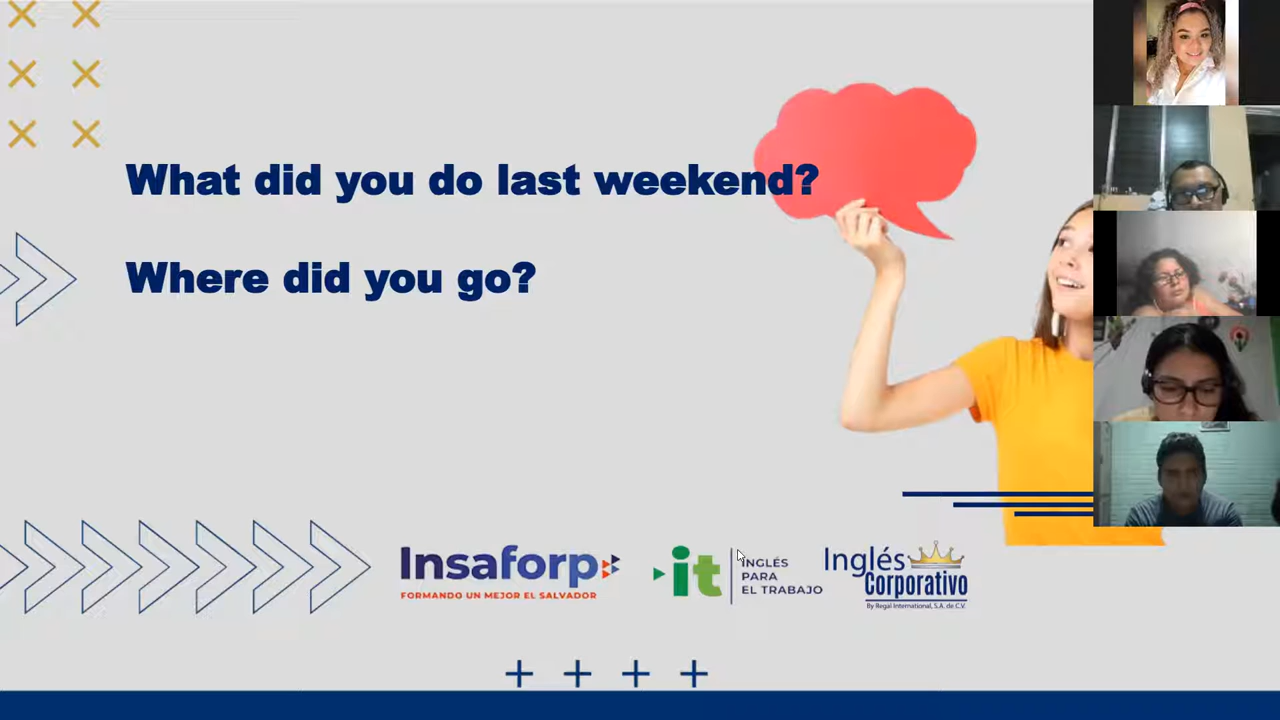 What did you do last weekend?
Where did you go?
Insaforp
FORMANDO UN MEJOR EL SALVADOR
it
INGLÉS
PARA
EL TRABAJO
Inglés
Corporativo
By Regal International, S.A. de C.V.